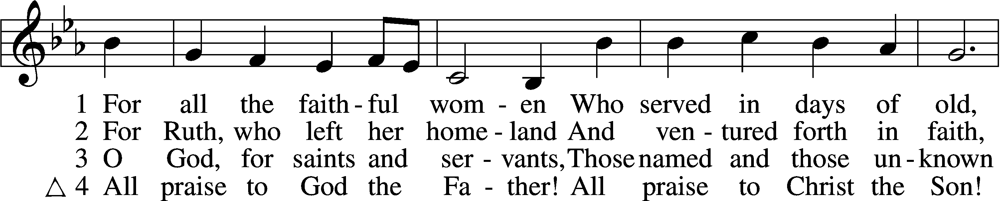 1 For all the faith - ful wom - en Who served in days of old,
2 For Ruth, who left her home - land And ven - tured forth in faith,
3 O God, for saints and ser - vants, Those named and those un - known
△ 4 All praise to God the Fa - ther! All praise to Christ the Son!